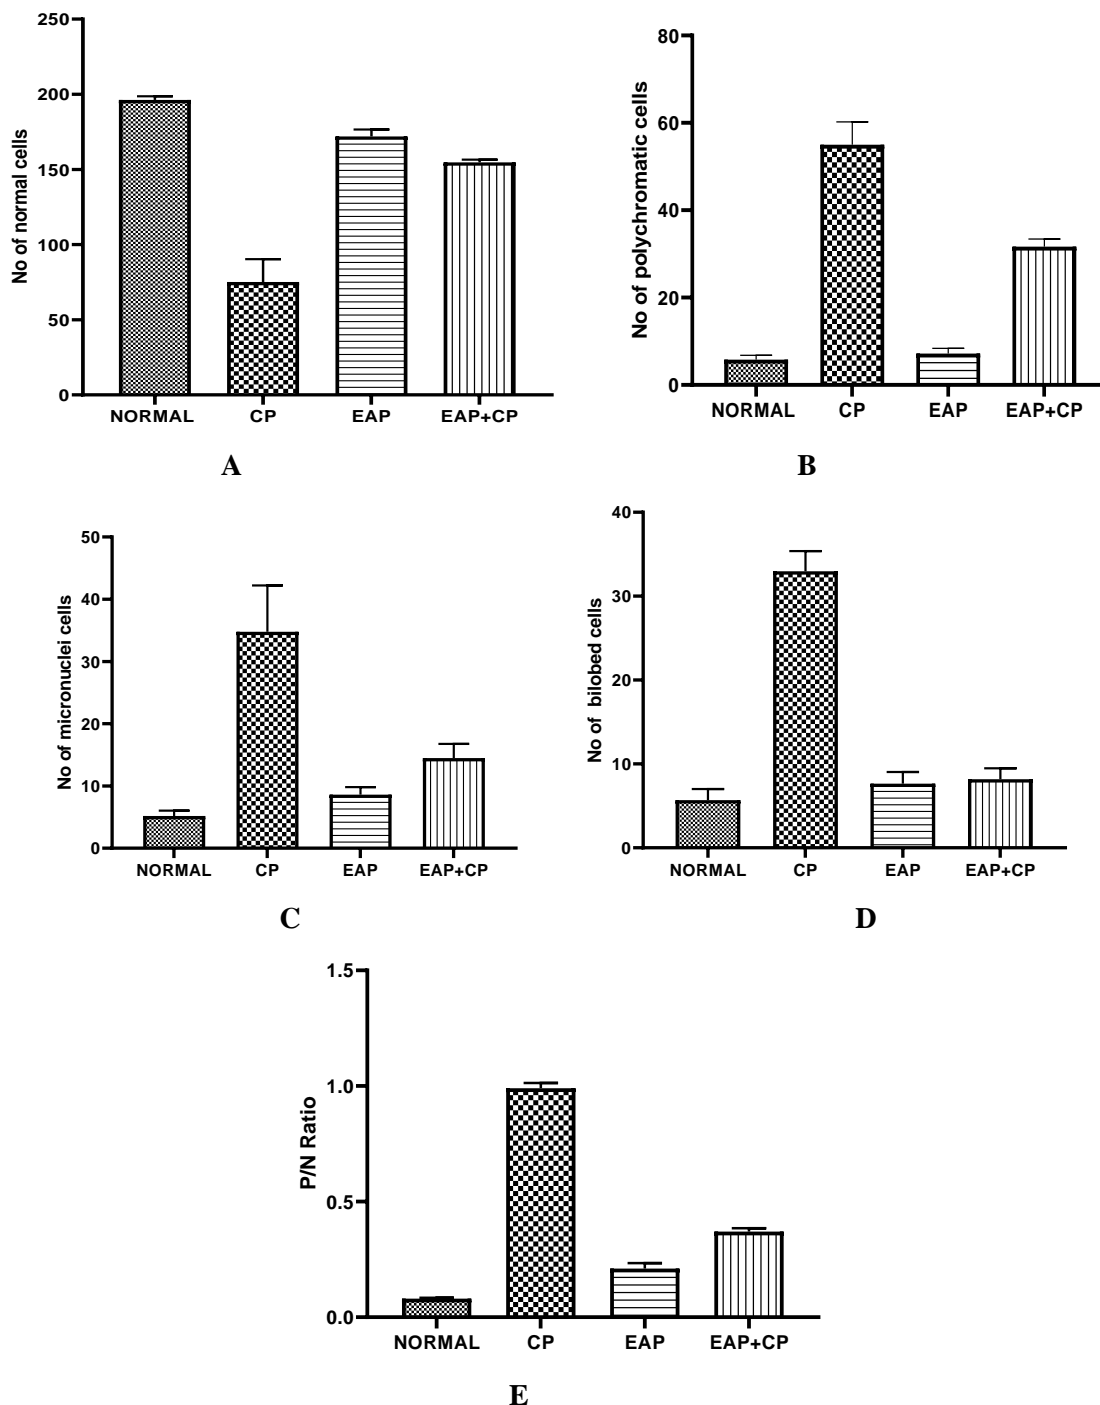 No of normal cells
250
200
150
100
50
0
NORMAL CP EAP EAP+CP
A
No of polychromatic cells
80
60
40
20
0
NORMAL CP EAP EAP+CP
B
No of micronuclei cells
50
40
30
20
10
0
NORMAL CP EAP EAP+CP
C
No of bilobed cells
40
30
20
10
0
NORMAL CP EAP EAP+CP
D
P/N Ratio
1.5
1.0
0.5
0.0
NORMAL CP EAP EAP+CP
E